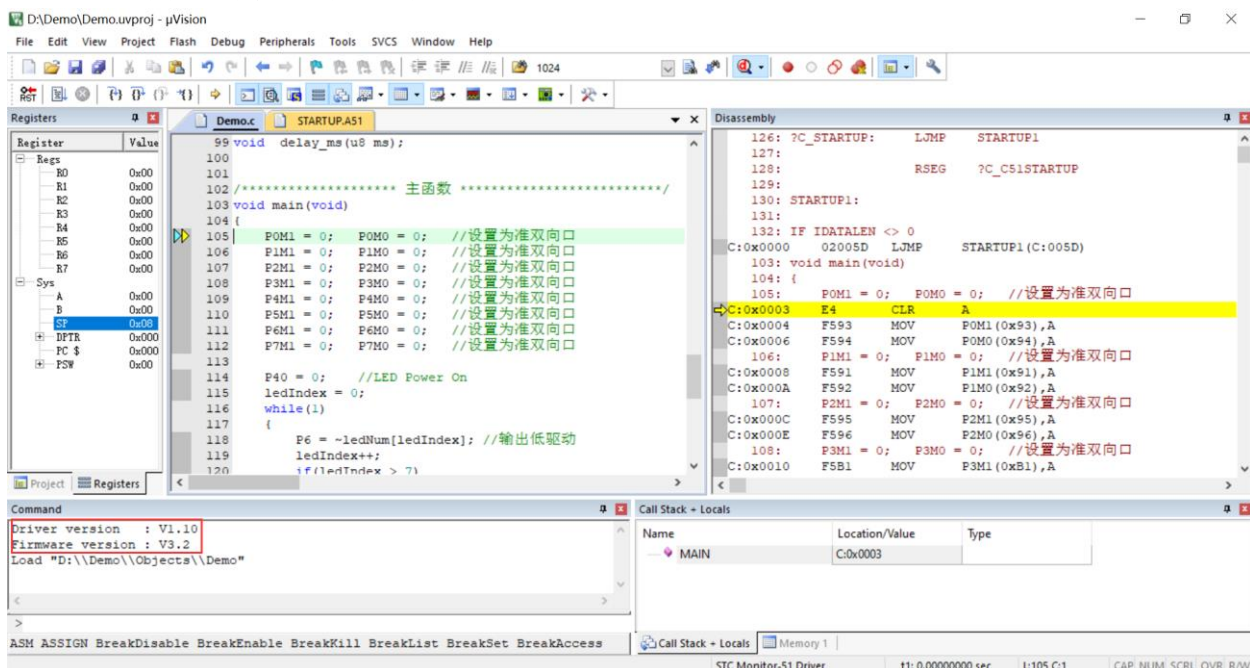 D:\Demo\Demo.uvproj - µVision
File Edit View Project Flash Debug Peripherals Tools SVCS Window Help
1024
RST
Registers
Register Value
Regs
R0 0x00
R1 0x00
R2 0x00
R3 0x00
R4 0x00
R5 0x00
R6 0x00
R7 0x00
Sys
A 0x00
B 0x00
SP 0x08
DPTR 0x000
PC $ 0x000
PSW 0x00
Project Registers
Demo.c STARTUP.A51
99 void delay_ms(u8 ms);
100
101
102 /******************** 主函数 **************************/
103 void main(void)
104 {
105 P0M1 = 0; P0M0 = 0; //设置为准双向口
106 P1M1 = 0; P1M0 = 0; //设置为准双向口
107 P2M1 = 0; P2M0 = 0; //设置为准双向口
108 P3M1 = 0; P3M0 = 0; //设置为准双向口
109 P4M1 = 0; P4M0 = 0; //设置为准双向口
110 P5M1 = 0; P5M0 = 0; //设置为准双向口
111 P6M1 = 0; P6M0 = 0; //设置为准双向口
112 P7M1 = 0; P7M0 = 0; //设置为准双向口
113
114 P40 = 0; //LED Power On
115 ledIndex = 0;
116 while(1)
117 {
118 P6 = ~ledNum[ledIndex]; //输出低驱动
119 ledIndex++;
120 if(ledIndex > 7)
Disassembly
126: ?C_STARTUP: LJMP STARTUP1
127:
128: RSEG ?C_C51STARTUP
129:
130: STARTUP1:
131:
132: IF IDATALEN <> 0
C:0x0000 02005D LJMP STARTUP1(C:005D)
103: void main(void)
104: {
105: P0M1 = 0; P0M0 = 0; //设置为准双向口
C:0x0003 E4 CLR A
C:0x0004 F593 MOV P0M1(0x93),A
C:0x0006 F594 MOV P0M0(0x94),A
106: P1M1 = 0; P1M0 = 0; //设置为准双向口
C:0x0008 F591 MOV P1M1(0x91),A
C:0x000A F592 MOV P1M0(0x92),A
107: P2M1 = 0; P2M0 = 0; //设置为准双向口
C:0x000C F595 MOV P2M1(0x95),A
C:0x000E F596 MOV P2M0(0x96),A
108: P3M1 = 0; P3M0 = 0; //设置为准双向口
C:0x0010 F5B1 MOV P3M1(0xB1),A
Command
Driver version : V1.10
Firmware version : V3.2
Load "D:\\Demo\\Objects\\Demo"
>
ASM ASSIGN BreakDisable BreakEnable BreakKill BreakList BreakSet BreakAccess
Call Stack + Locals
Name Location/Value Type
MAIN C:0x0003
Call Stack + Locals Memory 1
STC Monitor-51 Driver t1: 0.00000000 sec L:105 C:1 CAP NUM SCRL OVR R/W